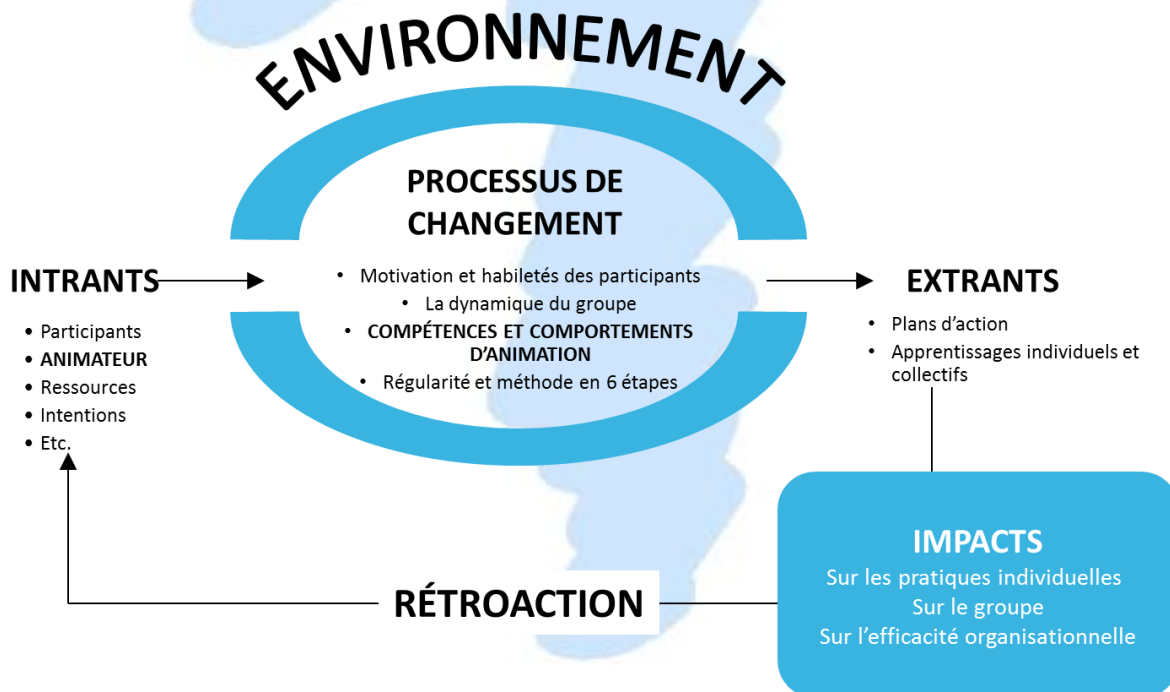 ENVIRONNEMENT
PROCESSUS DE
CHANGEMENT
• Motivation et habiletés des participants
• La dynamique du groupe
• COMPÉTENCES ET COMPORTEMENTS
D’ANIMATION
• Régularité et méthode en 6 étapes
INTRANTS
• Participants
• ANIMATEUR
• Ressources
• Intentions
• Etc.
EXTRANTS
• Plans d’action
• Apprentissages individuels et
collectifs
IMPACTS
Sur les pratiques individuelles
Sur le groupe
Sur l’efficacité organisationnelle
RÉTROACTION